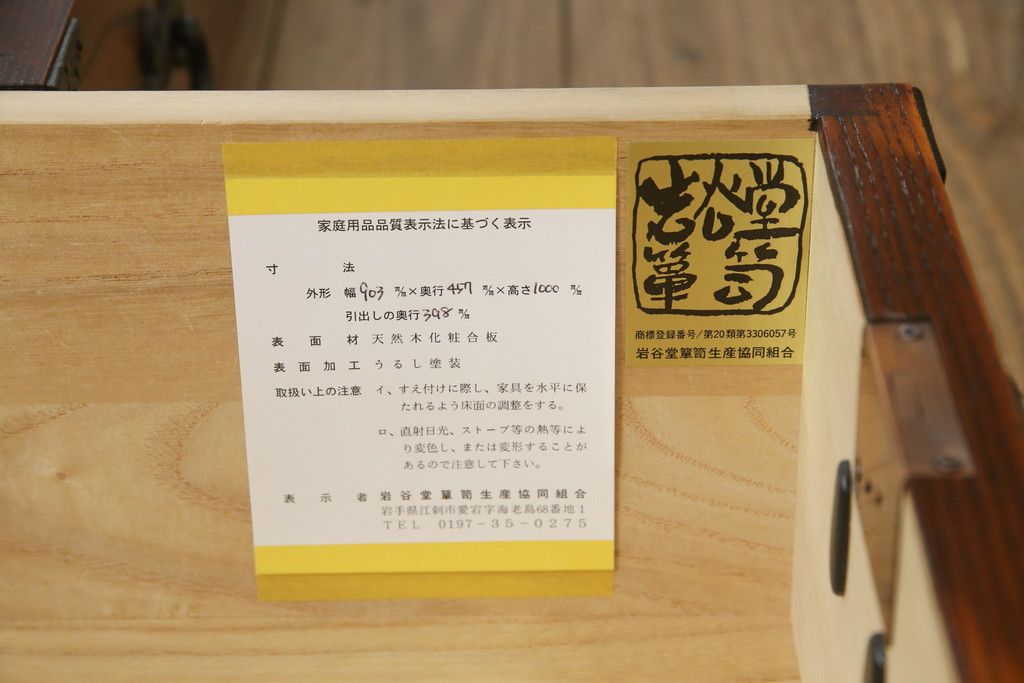 家庭用品品質表示法に基づく表示
寸法
外形 幅903m/m×奥行457m/m×高さ1000m/m
引出しの奥行398m/m
表面材 天然木化粧合板
表面加工 うるし塗装
取扱い上の注意 イ、すえ付けに際し、家具を水平に保
たれるよう床面の調整をする。
ロ、直射日光、ストーブ等の熱等によ
り変色し、または変形することが
あるので注意して下さい。
表示者 岩谷堂簞笥生産協同組合
岩手県江刺市愛宕字海老島68番地1
TEL 0197-35-0275
岩谷堂
簞笥
商標登録番号/第20類第3306057号
岩谷堂簞笥生産協同組合